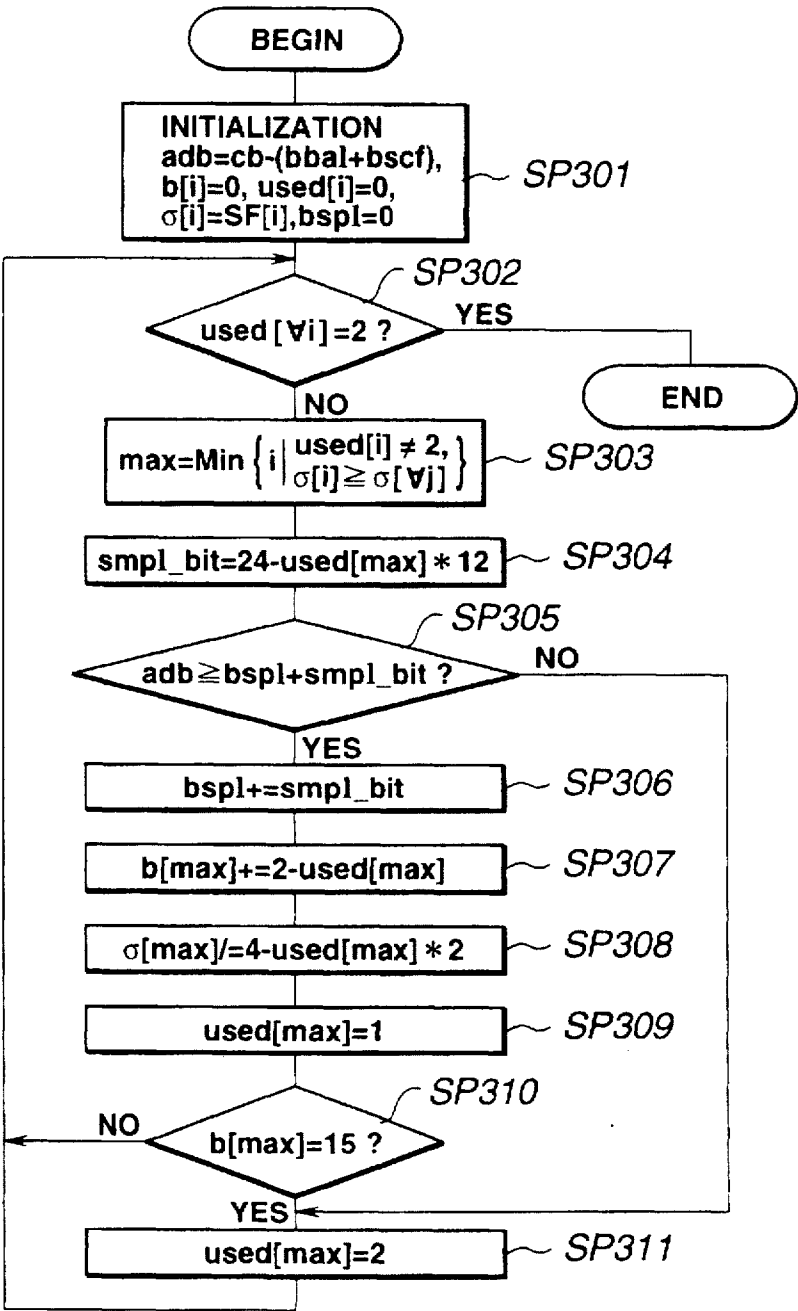 BEGIN
INITIALIZATION
adb=cb-(bbal+bscf),
b[i]=0, used[i]=0,
σ[i]=SF[i],bspl=0
SP301
SP302
used [∀i] =2 ?
YES
END
NO
max=Min { i | used[i] ≠ 2, σ[i] ≧ σ[∀j] }
SP303
smpl_bit=24-used[max] * 12
SP304
SP305
adb≧bspl+smpl_bit ?
NO
YES
bspl+=smpl_bit
SP306
b[max]+=2-used[max]
SP307
σ[max]/=4-used[max] * 2
SP308
used[max]=1
SP309
SP310
NO
b[max]=15 ?
YES
used[max]=2
SP311